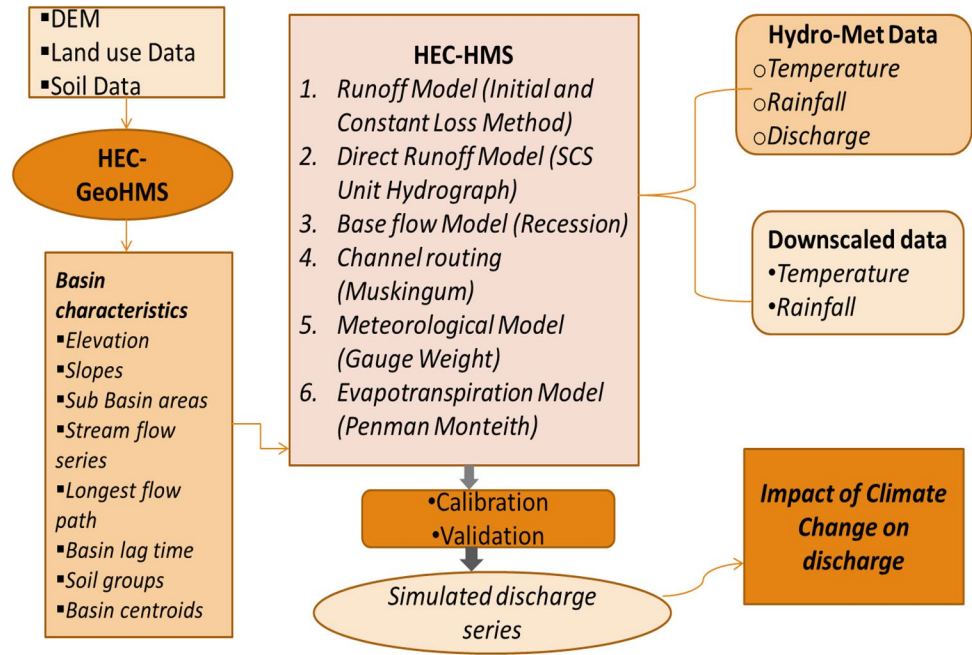 ▪DEM
▪Land use Data
▪Soil Data
HEC-
GeoHMS
Basin
characteristics
▪Elevation
▪Slopes
▪Sub Basin areas
▪Stream flow
series
▪Longest flow
path
▪Basin lag time
▪Soil groups
▪Basin centroids
HEC-HMS
1. Runoff Model (Initial and
Constant Loss Method)
2. Direct Runoff Model (SCS
Unit Hydrograph)
3. Base flow Model (Recession)
4. Channel routing
(Muskingum)
5. Meteorological Model
(Gauge Weight)
6. Evapotranspiration Model
(Penman Monteith)
•Calibration
•Validation
Simulated discharge
series
Hydro-Met Data
oTemperature
oRainfall
oDischarge
Downscaled data
•Temperature
•Rainfall
Impact of Climate
Change on
discharge